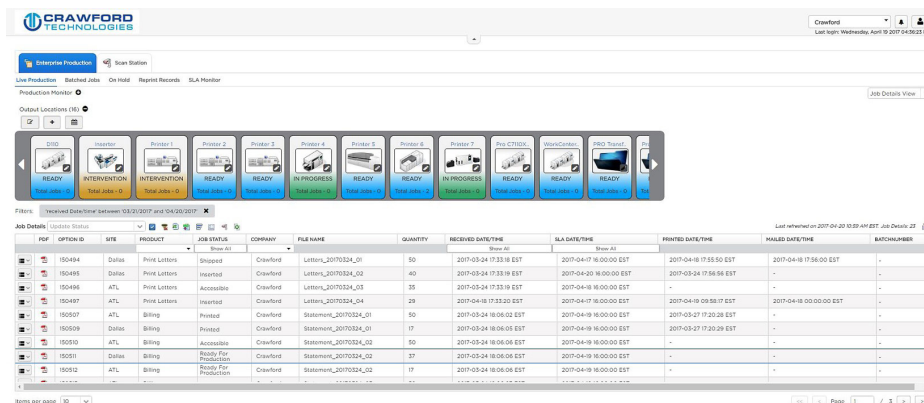 CRAWFORD
TECHNOLOGIES
Crawford
Last login: Wednesday, April 19 2017 04:36:23
Enterprise Production Scan Station
Live Production Batched Jobs On Hold Reprint Records SLA Monitor
Production Monitor
Job Details View
Output Locations (16)
D110 Inserter Printer 1 Printer 2 Printer 3 Printer 4 Printer 5 Printer 6 Printer 7 Pro C711DX.. WorkCenter.. PRO Transf.. Pro
READY INTERVENTION INTERVENTION READY READY IN PROGRESS READY READY IN PROGRESS READY READY READY
Total Jobs - 0 Total Jobs - 0 Total Jobs - 0 Total Jobs - 0 Total Jobs - 0 Total Jobs - 0 Total Jobs - 0 Total Jobs - 2 Total Jobs - 0 Total Jobs - 0 Total Jobs - 0 Total Jobs - 0 Tot
Filters: 'received Date/time' between '03/21/2017' and '04/20/2017' ✖
Job Details Update Status Last refreshed on 2017-04-20 10:59 AM EST, Job Details: 23
PDF OPTION ID SITE PRODUCT JOB STATUS COMPANY FILE NAME QUANTITY RECEIVED DATE/TIME SLA DATE/TIME PRINTED DATE/TIME MAILED DATE/TIME BATCHNUMBER
Show All Show All Show All
150494 Dallas Print Letters Shipped Crawford Letters_20170324_01 50 2017-03-24 17:33:18 EST 2017-04-17 16:00:00 EST 2017-04-18 17:55:50 EST 2017-04-18 17:56:00 EST -
150495 Dallas Print Letters Inserted Crawford Letters_20170324_02 40 2017-03-24 17:33:19 EST 2017-04-20 16:00:00 EST 2017-03-24 17:56:56 EST - -
150496 ATL Print Letters Accessible Crawford Letters_20170324_03 35 2017-03-24 17:33:19 EST 2017-04-19 16:00:00 EST - - -
150497 ATL Print Letters Inserted Crawford Letters_20170324_04 29 2017-04-18 17:33:20 EST 2017-04-17 16:00:00 EST 2017-04-19 09:58:17 EST 2017-04-18 00:00:00 EST -
150507 ATL Billing Printed Crawford Statement_20170324_01 50 2017-03-24 18:06:02 EST 2017-04-19 16:00:00 EST 2017-03-27 17:20:28 EST - -
150509 Dallas Billing Printed Crawford Statement_20170324_01 17 2017-03-24 18:06:05 EST 2017-04-19 16:00:00 EST 2017-03-27 17:20:29 EST - -
150510 ATL Billing Accessible Crawford Statement_20170324_02 50 2017-03-24 18:06:06 EST 2017-04-19 16:00:00 EST - - -
150511 Dallas Billing Ready For Production Crawford Statement_20170324_02 37 2017-03-24 18:06:06 EST 2017-04-19 16:00:00 EST - - -
150512 ATL Billing Ready For Production Crawford Statement_20170324_02 17 2017-03-24 18:06:06 EST 2017-04-19 16:00:00 EST - - -
Items per page 10 Page 1 / 3